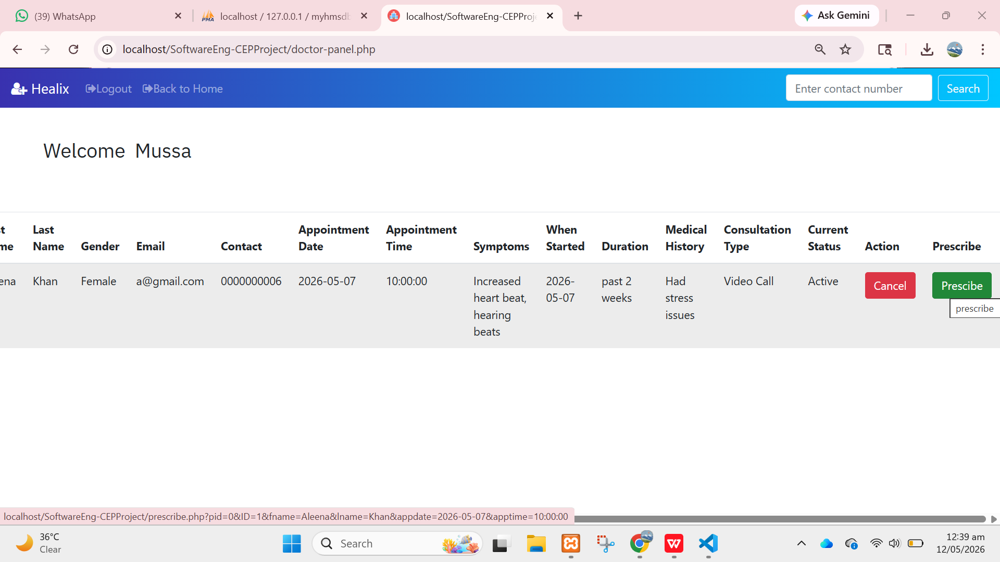 (39) WhatsApp
localhost / 127.0.0.1 / myhmsdb
localhost/SoftwareEng-CEPProj
Ask Gemini
localhost/SoftwareEng-CEPProject/doctor-panel.php
Healix
Logout
Back to Home
Enter contact number
Search
Welcome Mussa
st
me
Last
Name
Gender
Email
Contact
Appointment
Date
Appointment
Time
Symptoms
When
Started
Duration
Medical
History
Consultation
Type
Current
Status
Action
Prescribe
ena
Khan
Female
a@gmail.com
0000000006
2026-05-07
10:00:00
Increased
heart beat,
hearing
beats
2026-
05-07
past 2
weeks
Had
stress
issues
Video Call
Active
Cancel
Prescibe
prescribe
localhost/SoftwareEng-CEPProject/prescribe.php?pid=0&ID=1&fname=Aleena&lname=Khan&appdate=2026-05-07&apptime=10:00:00
36°C
Clear
Search
12:39 am
12/05/2026
PMA